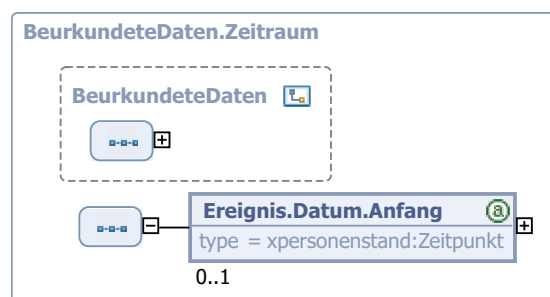 BeurkundeteDaten.Zeitraum
BeurkundeteDaten
Ereignis.Datum.Anfang
type = xpersonenstand:Zeitpunkt
0..1